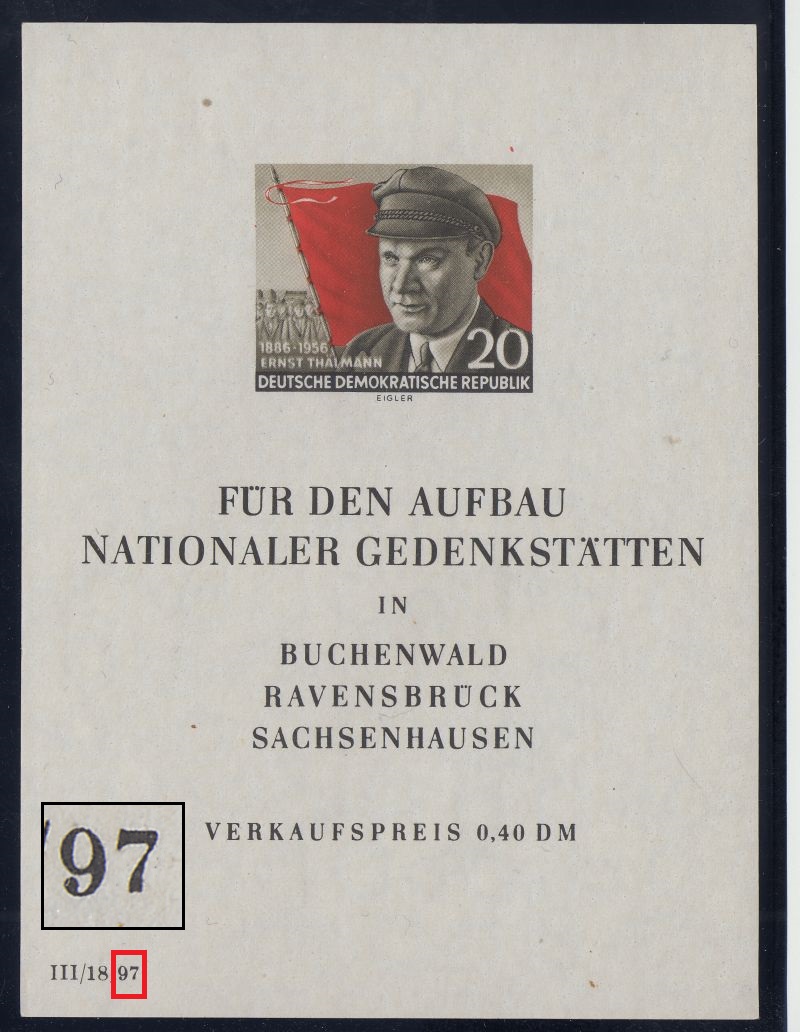 1886-1956
ERNST THÄLMANN
20
DEUTSCHE DEMOKRATISCHE REPUBLIK
EIGLER
FÜR DEN AUFBAU
NATIONALER GEDENKSTÄTTEN
IN
BUCHENWALD
RAVENSBRÜCK
SACHSENHAUSEN
VERKAUFSPREIS 0,40 DM
97
III/18 97